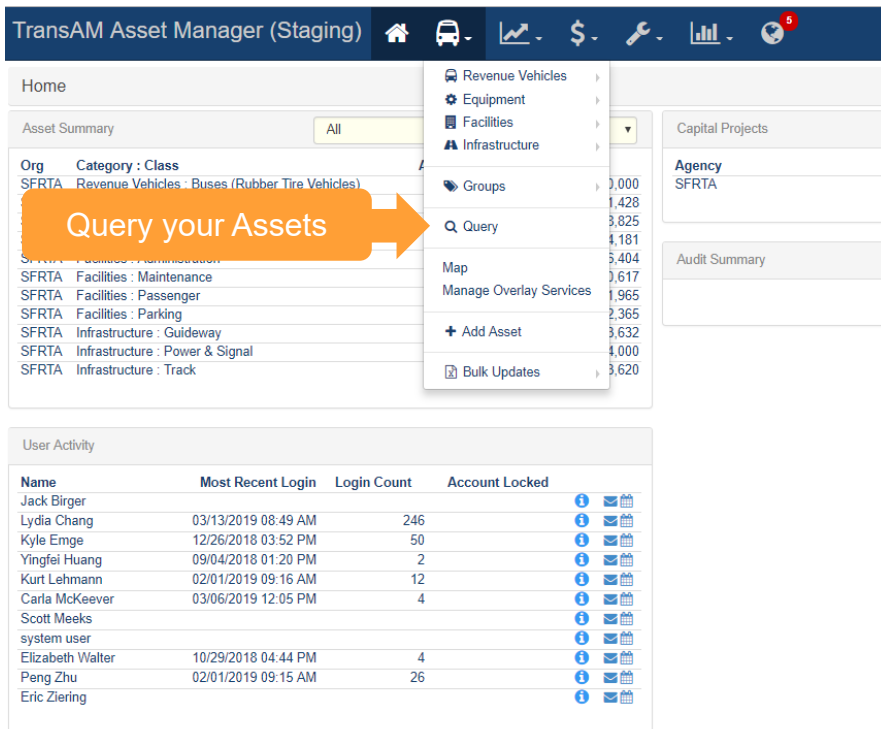 TransAM Asset Manager (Staging)
5
Home
Asset Summary
All
Org Category : Class
SFRTA Revenue Vehicles : Buses (Rubber Tire Vehicles)
SFRTA Facilities : Maintenance
SFRTA Facilities : Passenger
SFRTA Facilities : Parking
SFRTA Infrastructure : Guideway
SFRTA Infrastructure : Power & Signal
SFRTA Infrastructure : Track
0,000
1,428
3,825
4,181
5,404
0,617
1,965
2,365
3,632
4,000
3,620
Query your Assets
Revenue Vehicles
Equipment
Facilities
Infrastructure
Groups
Query
Map
Manage Overlay Services
Add Asset
Bulk Updates
Capital Projects
Agency
SFRTA
Audit Summary
User Activity
Name Most Recent Login Login Count Account Locked
Jack Birger
Lydia Chang 03/13/2019 08:49 AM 246
Kyle Emge 12/26/2018 03:52 PM 50
Yingfei Huang 09/04/2018 01:20 PM 2
Kurt Lehmann 02/01/2019 09:16 AM 12
Carla McKeever 03/06/2019 12:05 PM 4
Scott Meeks
system user
Elizabeth Walter 10/29/2018 04:44 PM 4
Peng Zhu 02/01/2019 09:15 AM 26
Eric Ziering